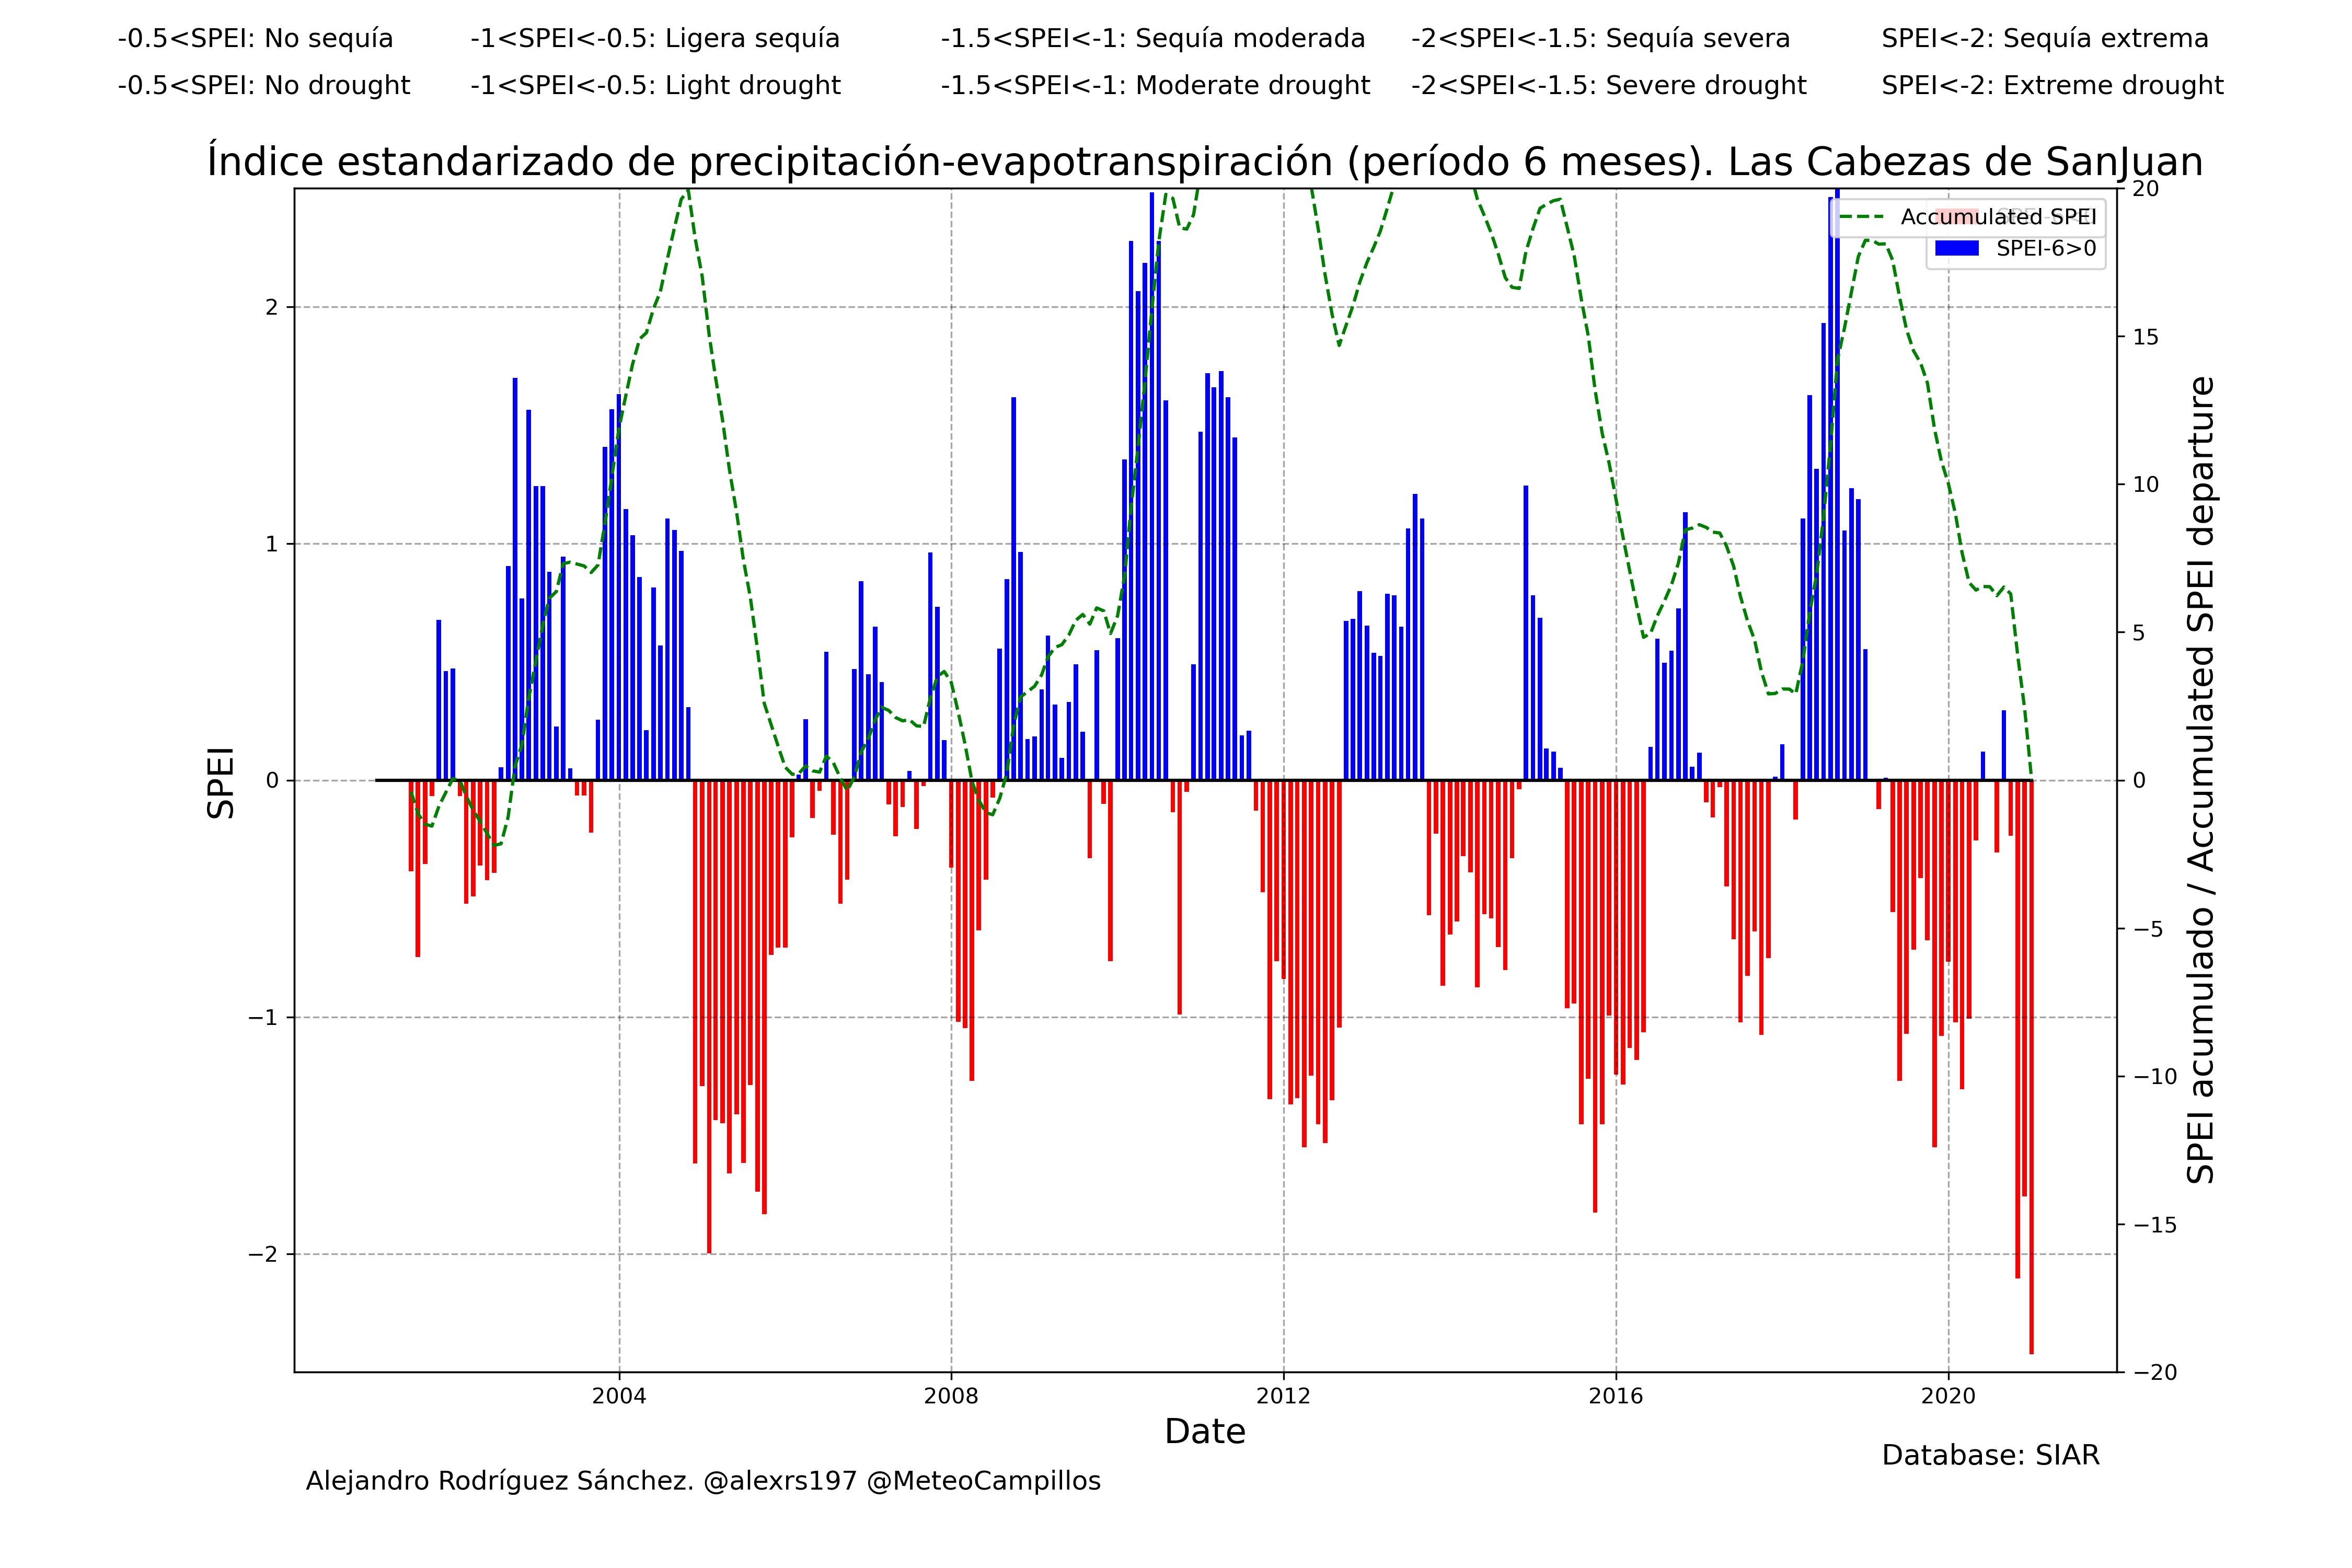 -0.5<SPEI: No sequía -1<SPEI<-0.5: Ligera sequía -1.5<SPEI<-1: Sequía moderada -2<SPEI<-1.5: Sequía severa SPEI<-2: Sequía extrema
-0.5<SPEI: No drought -1<SPEI<-0.5: Light drought -1.5<SPEI<-1: Moderate drought -2<SPEI<-1.5: Severe drought SPEI<-2: Extreme drought
Índice estandarizado de precipitación-evapotranspiración (período 6 meses). Las Cabezas de SanJuan
Accumulated SPEI
SPEI-6>0
SPEI
2
1
0
−1
−2
20
15
10
5
0
−5
−10
−15
−20
SPEI acumulado / Accumulated SPEI departure
2004 2008 2012 2016 2020
Date
Database: SIAR
Alejandro Rodríguez Sánchez. @alexrs197 @MeteoCampillos